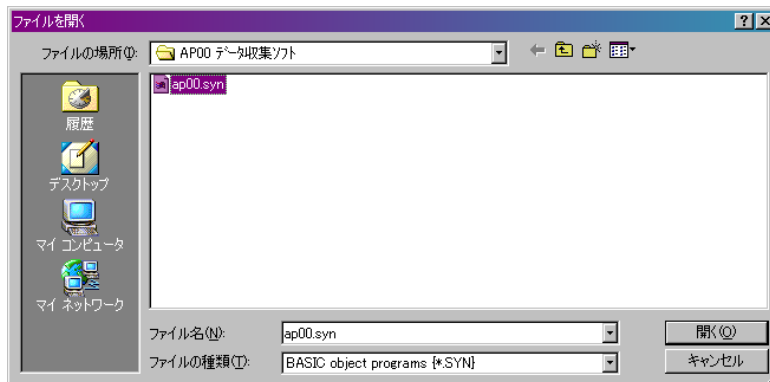 ファイルを開く
ファイルの場所(I):
AP00 データ収集ソフト
ap00.syn
履歴
デスクトップ
マイ コンピュータ
マイ ネットワーク
ファイル名(N):
ap00.syn
開く(O)
ファイルの種類(T):
BASIC object programs {*.SYN}
キャンセル